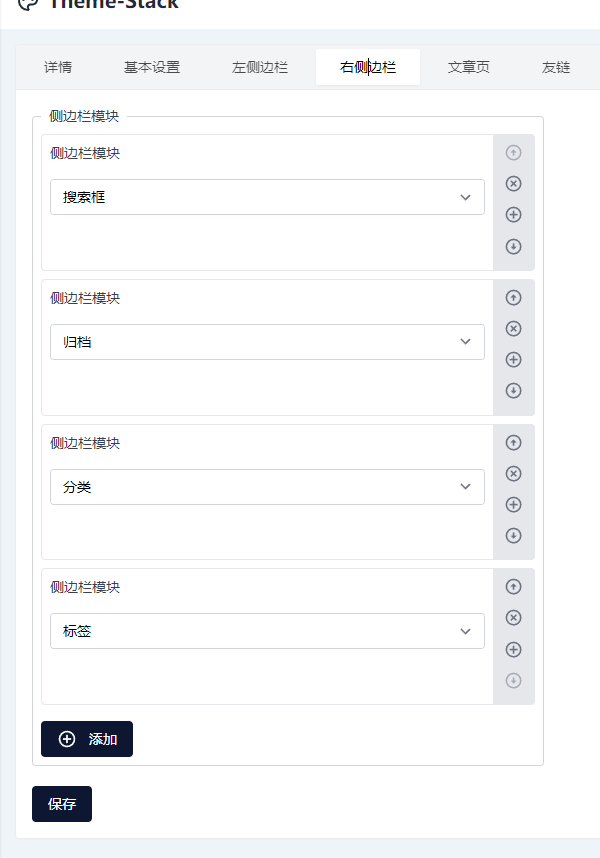 Theme-Stack
详情 基本设置 左侧边栏 右侧边栏 文章页 友链
侧边栏模块
侧边栏模块
搜索框
侧边栏模块
归档
侧边栏模块
分类
侧边栏模块
标签
添加
保存